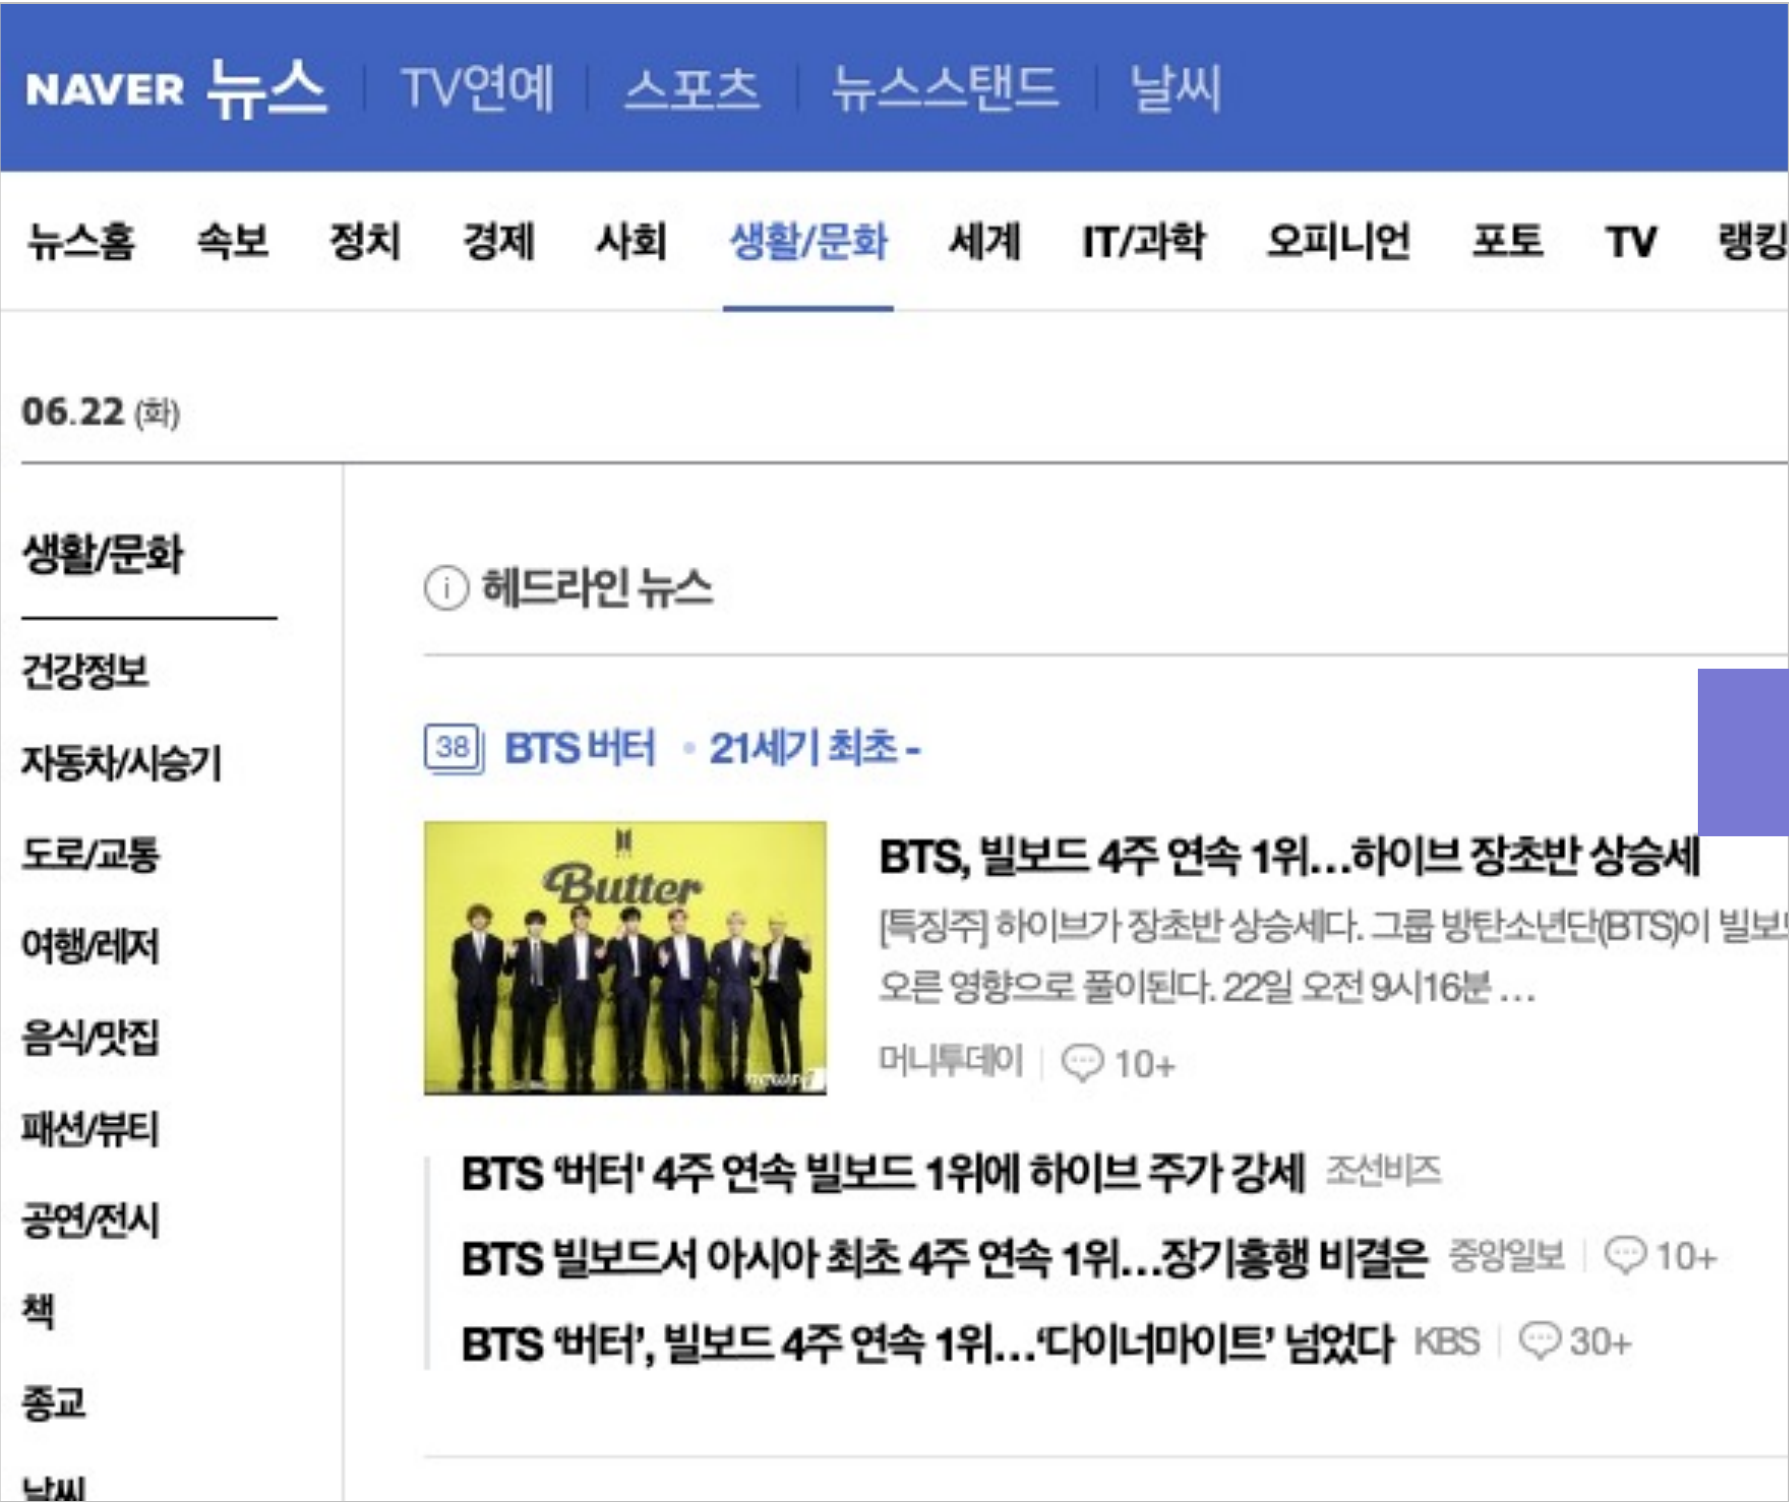 NAVER 뉴스 TV연예 스포츠 뉴스스탠드 날씨
뉴스홈 속보 정치 경제 사회 생활/문화 세계 IT/과학 오피니언 포토 TV 랭킹
06.22 (화)
생활/문화
건강정보
자동차/시승기
도로/교통
여행/레저
음식/맛집
패션/뷰티
공연/전시
책
종교
날씨
헤드라인 뉴스
38 BTS 버터 • 21세기 최초 -
Butter
news1
BTS, 빌보드 4주 연속 1위…하이브 장초반 상승세
[특징주] 하이브가 장초반 상승세다. 그룹 방탄소년단(BTS)이 빌보
오른 영향으로 풀이된다. 22일 오전 9시16분 …
머니투데이 10+
BTS ‘버터' 4주 연속 빌보드 1위에 하이브 주가 강세 조선비즈
BTS 빌보드서 아시아 최초 4주 연속 1위…장기흥행 비결은 중앙일보 10+
BTS ‘버터’, 빌보드 4주 연속 1위…‘다이너마이트’ 넘었다 KBS 30+